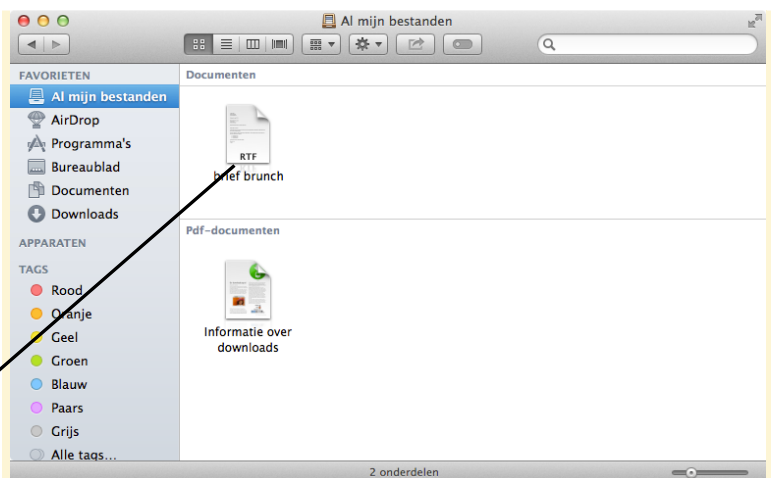 Al mijn bestanden
FAVORIETEN
Al mijn bestanden
AirDrop
Programma's
Bureaublad
Documenten
Downloads
APPARATEN
TAGS
Rood
Oranje
Geel
Groen
Blauw
Paars
Grijs
Alle tags...
Documenten
RTF
brief brunch
Pdf-documenten
Informatie over
downloads
2 onderdelen